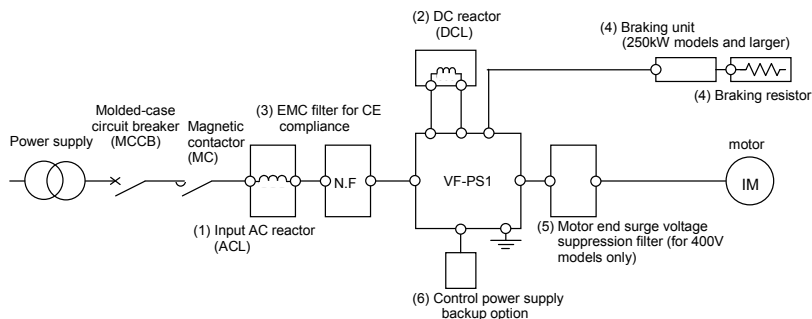 (2) DC reactor
(DCL)
(4) Braking unit
(250kW models and larger)
(4) Braking resistor
Power supply
Molded-case
circuit breaker
(MCCB)
Magnetic
contactor
(MC)
(3) EMC filter for CE
compliance
N.F
VF-PS1
motor
IM
(1) Input AC reactor
(ACL)
(5) Motor end surge voltage
suppression filter (for 400V
models only)
(6) Control power supply
backup option